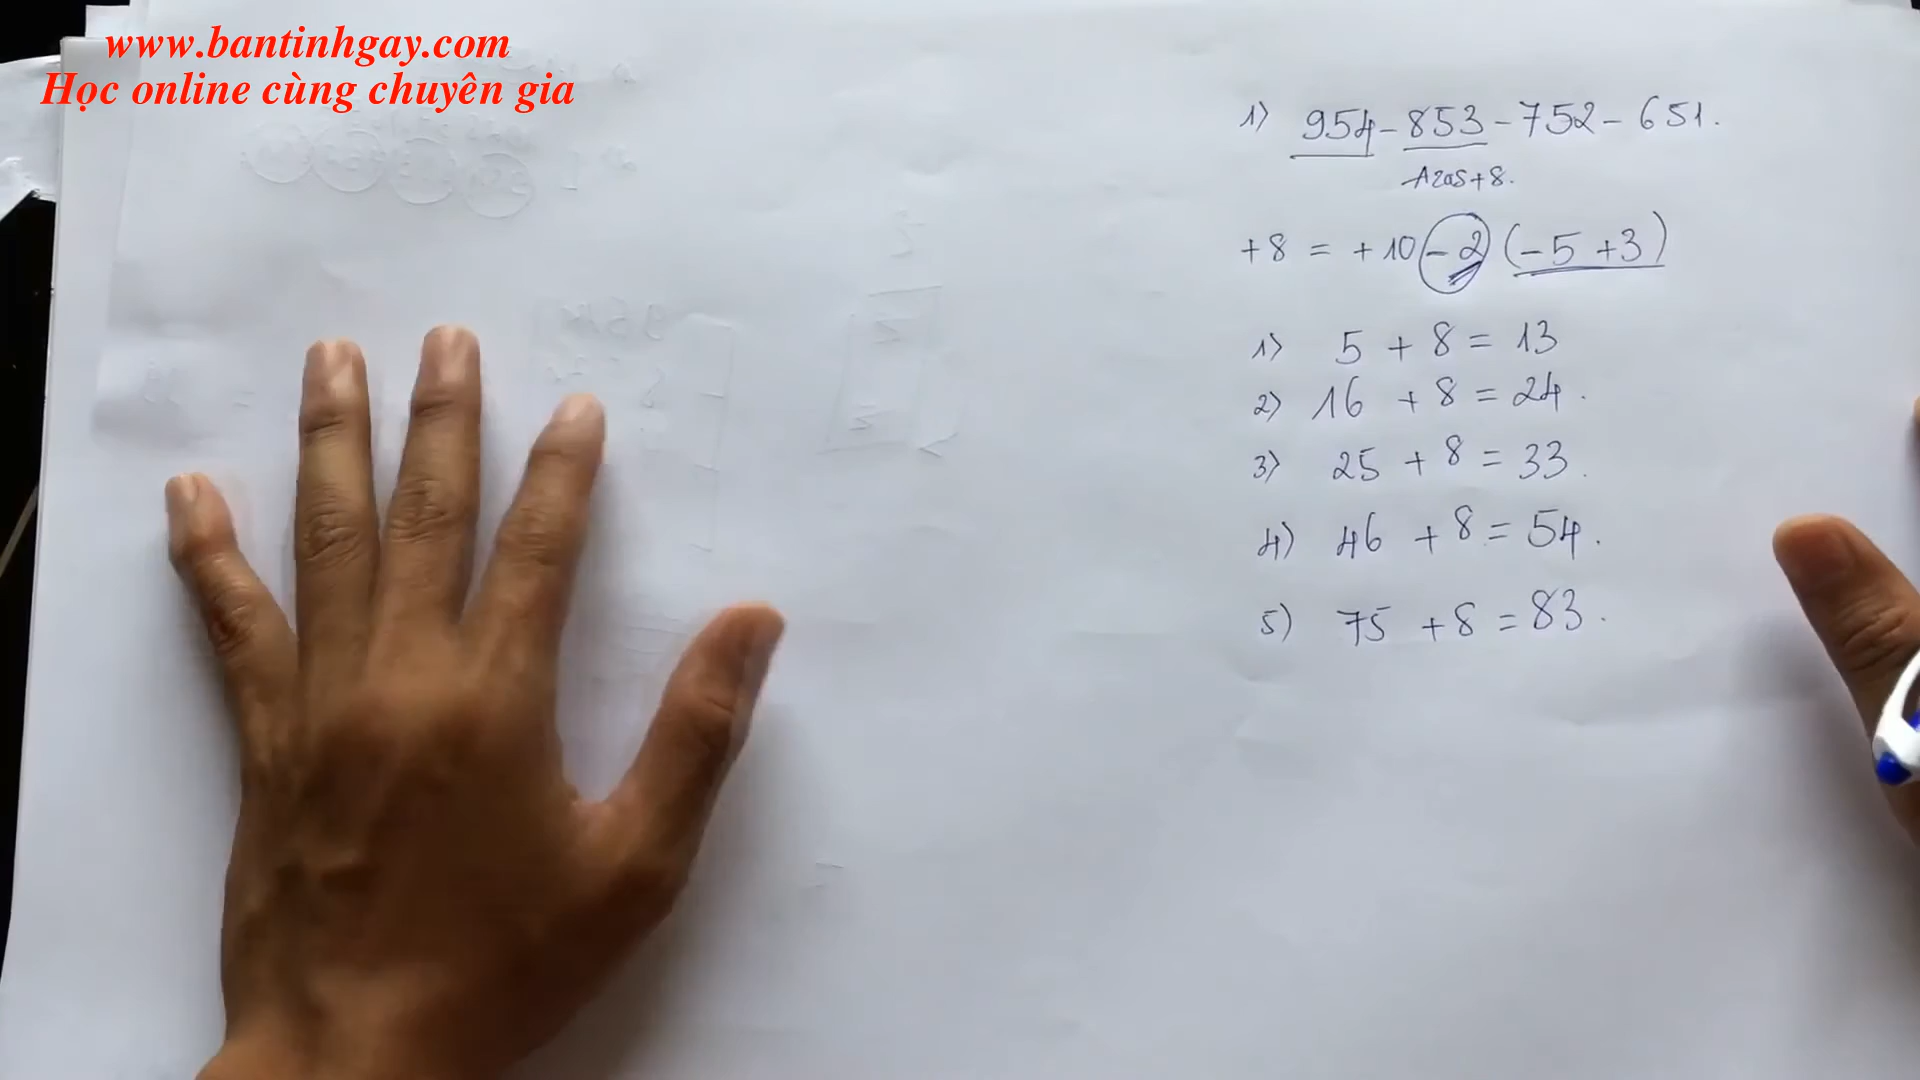 www.bantinhgay.com
Học online cùng chuyên gia
1) 954 - 853 - 752 - 651.
+8 = +10 -2 (-5 +3)
1) 5 + 8 = 13
2) 16 + 8 = 24.
3) 25 + 8 = 33.
4) 46 + 8 = 54.
5) 75 + 8 = 83.